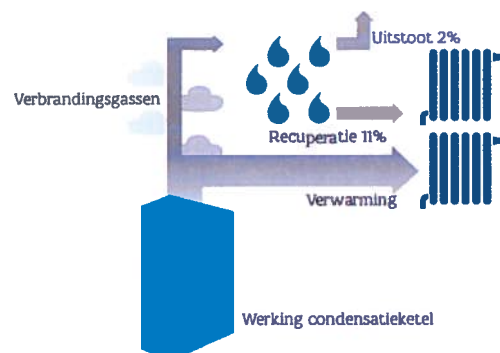 Uitstoot 2%
Verbrandingsgassen
Recuperatie 11%
Verwarming
Werking condensatieketel